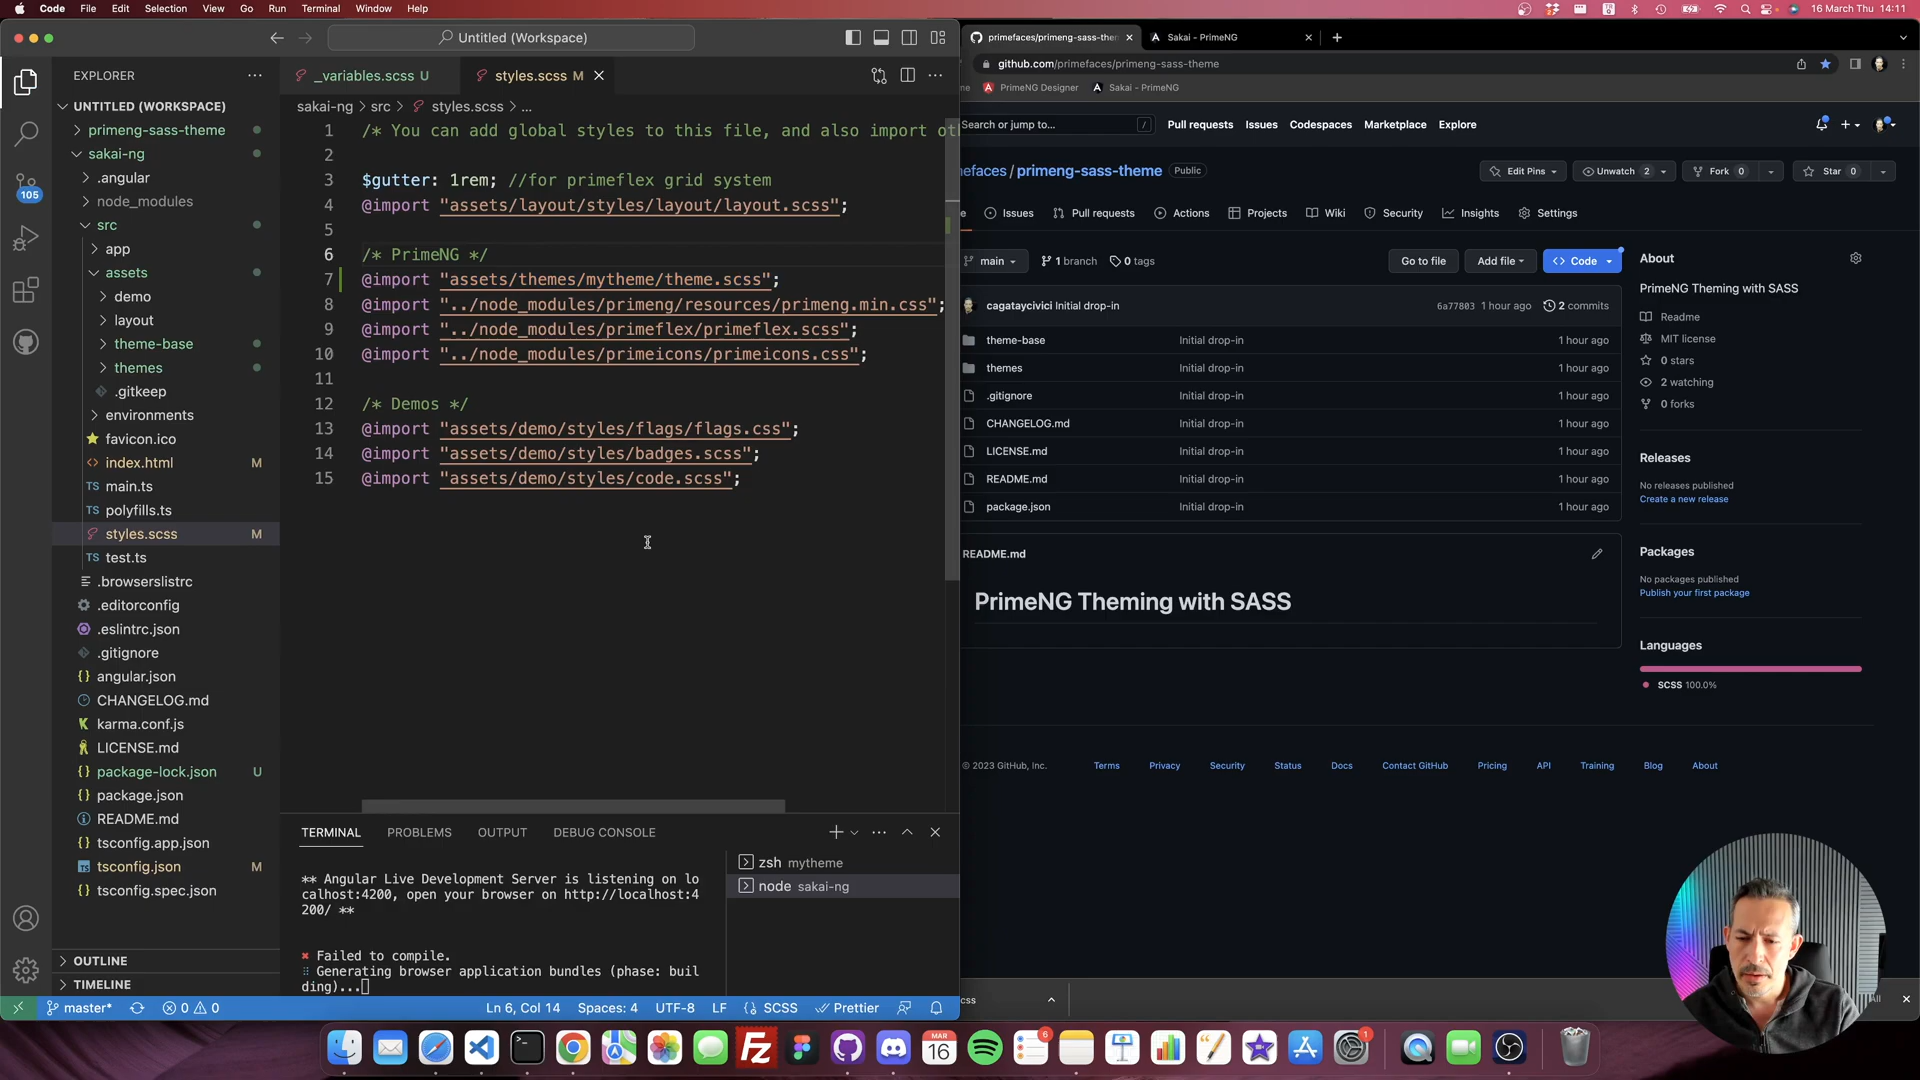 Code File Edit Selection View Go Run Terminal Window Help
16 March Thu 14:11
Untitled (Workspace)
EXPLORER
UNTITLED (WORKSPACE)
primeng-sass-theme
sakai-ng
.angular
105
node_modules
src
app
assets
demo
layout
theme-base
themes
.gitkeep
environments
favicon.ico
index.html M
TS main.ts
TS polyfills.ts
styles.scss M
TS test.ts
.browserslistrc
.editorconfig
.eslintrc.json
.gitignore
{} angular.json
CHANGELOG.md
karma.conf.js
LICENSE.md
{} package-lock.json U
{} package.json
README.md
{} tsconfig.app.json
tsconfig.json M
{} tsconfig.spec.json
OUTLINE
TIMELINE
_variables.scss U
styles.scss M
sakai-ng > src > styles.scss > ...
1 /* You can add global styles to this file, and also import ot
2
3 $gutter: 1rem; //for primeflex grid system
4 @import "assets/layout/styles/layout/layout.scss";
5
6 /* PrimeNG */
7 @import "assets/themes/mytheme/theme.scss";
8 @import "../node_modules/primeng/resources/primeng.min.css";
9 @import "../node_modules/primeflex/primeflex.scss";
10 @import "../node_modules/primeicons/primeicons.css";
11
12 /* Demos */
13 @import "assets/demo/styles/flags/flags.css";
14 @import "assets/demo/styles/badges.scss";
15 @import "assets/demo/styles/code.scss";
TERMINAL PROBLEMS OUTPUT DEBUG CONSOLE
** Angular Live Development Server is listening on lo
calhost:4200, open your browser on http://localhost:4
200/ **
✖ Failed to compile.
⠿ Generating browser application bundles (phase: buil
ding)...
zsh mytheme
node sakai-ng
master* 0 0 Ln 6, Col 14 Spaces: 4 UTF-8 LF {} SCSS Prettier
primefaces/primeng-sass-them
Sakai - PrimeNG
github.com/primefaces/primeng-sass-theme
me PrimeNG Designer Sakai - PrimeNG
Search or jump to... / Pull requests Issues Codespaces Marketplace Explore
nefaces / primeng-sass-theme Public
Edit Pins Unwatch 2 Fork 0 Star 0
e Issues Pull requests Actions Projects Wiki Security Insights Settings
main 1 branch 0 tags Go to file Add file <> Code
cagataycivici Initial drop-in 6a77803 1 hour ago 2 commits
theme-base Initial drop-in 1 hour ago
themes Initial drop-in 1 hour ago
.gitignore Initial drop-in 1 hour ago
CHANGELOG.md Initial drop-in 1 hour ago
LICENSE.md Initial drop-in 1 hour ago
README.md Initial drop-in 1 hour ago
package.json Initial drop-in 1 hour ago
README.md
PrimeNG Theming with SASS
About
PrimeNG Theming with SASS
Readme
MIT license
0 stars
2 watching
0 forks
Releases
No releases published
Create a new release
Packages
No packages published
Publish your first package
Languages
SCSS 100.0%
© 2023 GitHub, Inc. Terms Privacy Security Status Docs Contact GitHub Pricing API Training Blog About
css
All
MAR
16
6
1